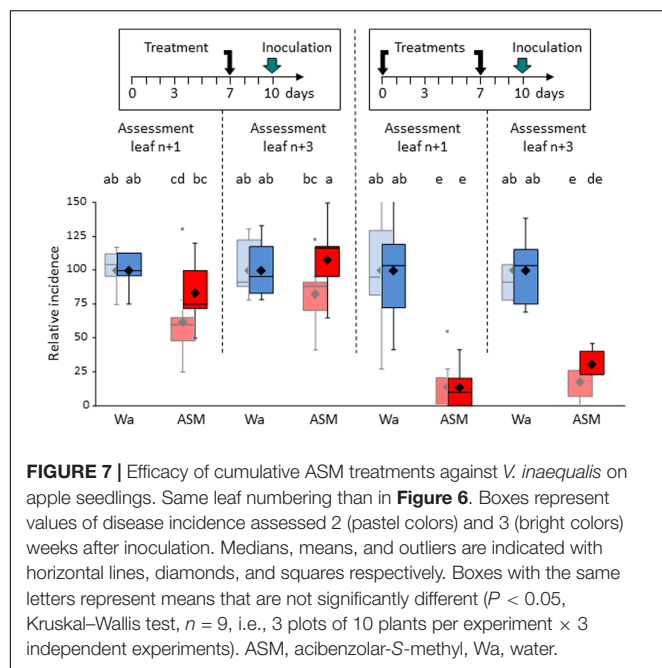 Treatment Inoculation
0 3 7 10 days
Treatments Inoculation
0 3 7 10 days
Assessment leaf n+1
Assessment leaf n+3
Assessment leaf n+1
Assessment leaf n+3
ab ab cd bc ab ab bc a ab ab e e ab ab e de
Relative Incidence
150
125
100
75
50
25
0
Wa ASM Wa ASM Wa ASM Wa ASM
FIGURE 7 | Efficacy of cumulative ASM treatments against V. inaequalis on
apple seedlings. Same leaf numbering than in Figure 6. Boxes represent
values of disease incidence assessed 2 (pastel colors) and 3 (bright colors)
weeks after inoculation. Medians, means, and outliers are indicated with
horizontal lines, diamonds, and squares respectively. Boxes with the same
letters represent means that are not significantly different (P < 0.05,
Kruskal–Wallis test, n = 9, i.e., 3 plots of 10 plants per experiment × 3
independent experiments). ASM, acibenzolar-S-methyl, Wa, water.